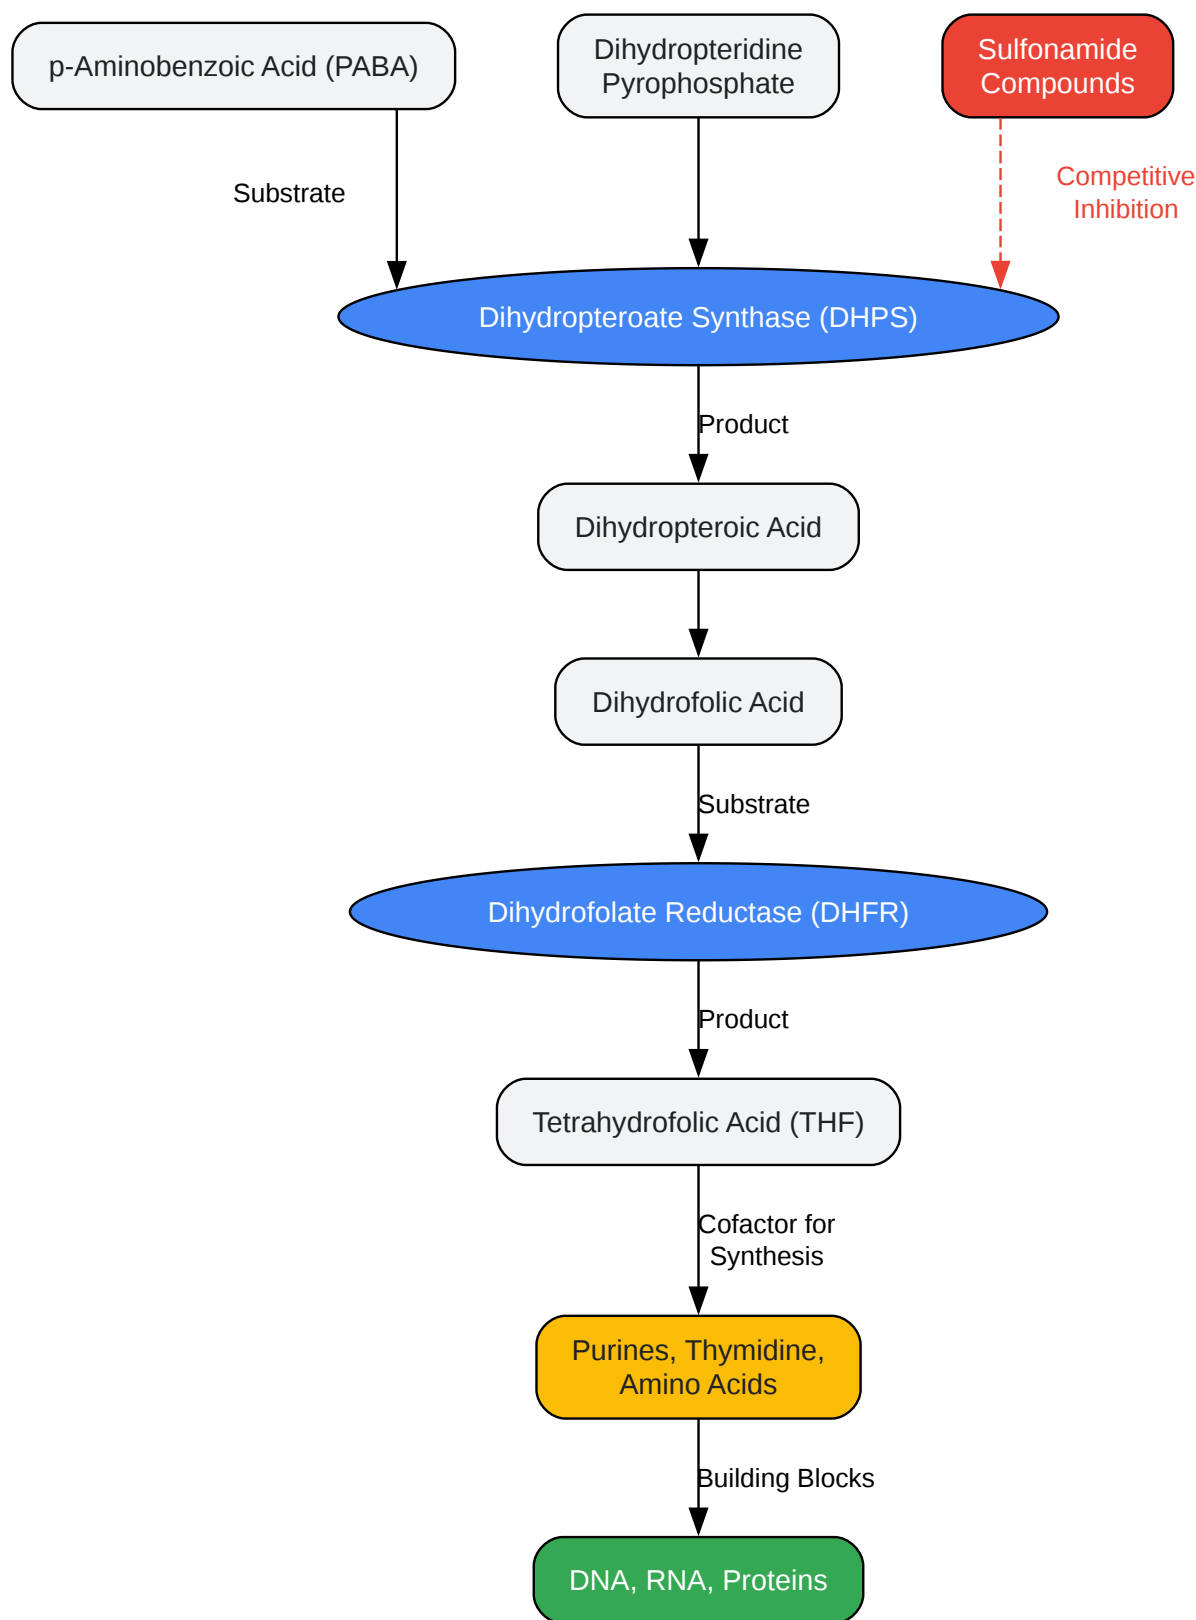 p-Aminobenzoic Acid (PABA)
Dihydropteridine
Pyrophosphate
Sulfonamide
Compounds
Substrate
Competitive
Inhibition
Dihydropteroate Synthase (DHPS)
Product
Dihydropteroic Acid
Dihydrofolic Acid
Substrate
Dihydrofolate Reductase (DHFR)
Product
Tetrahydrofolic Acid (THF)
Cofactor for
Synthesis
Purines, Thymidine,
Amino Acids
Building Blocks
DNA, RNA, Proteins